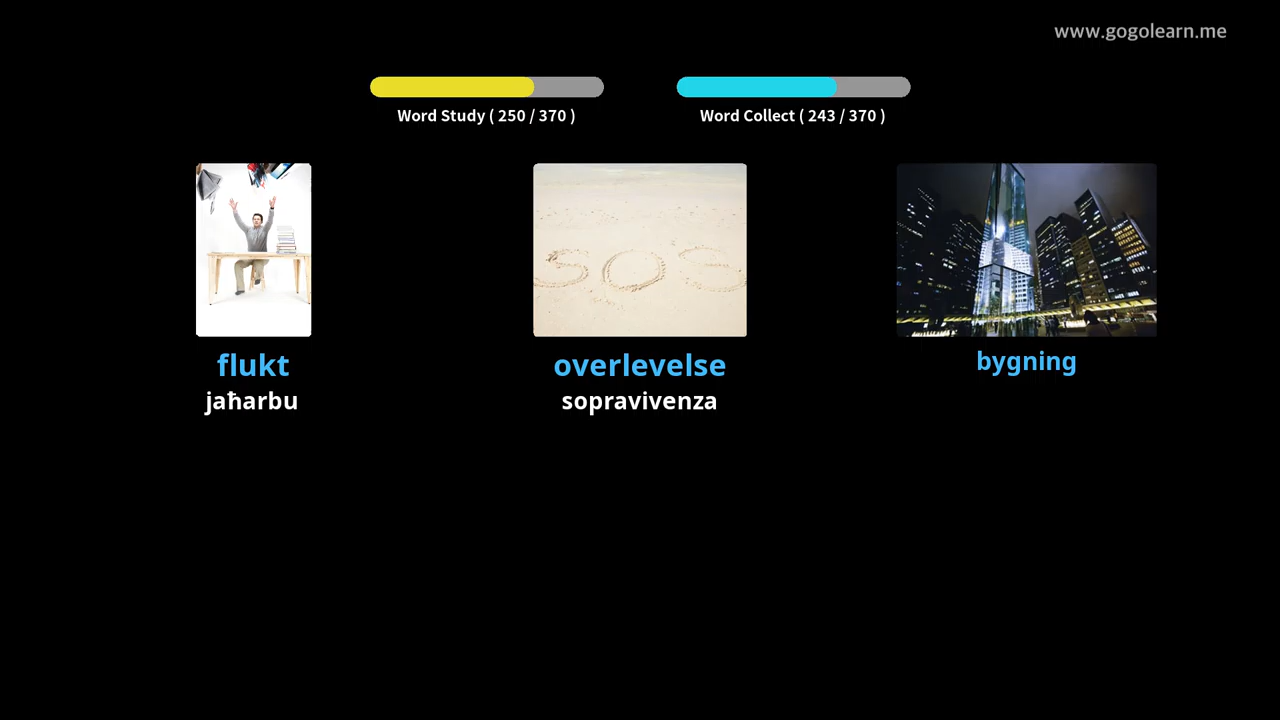 www.gogolearn.me
Word Study ( 250 / 370 )
Word Collect ( 243 / 370 )
SOS
flukt
jaħarbu
overlevelse
sopravivenza
bygning